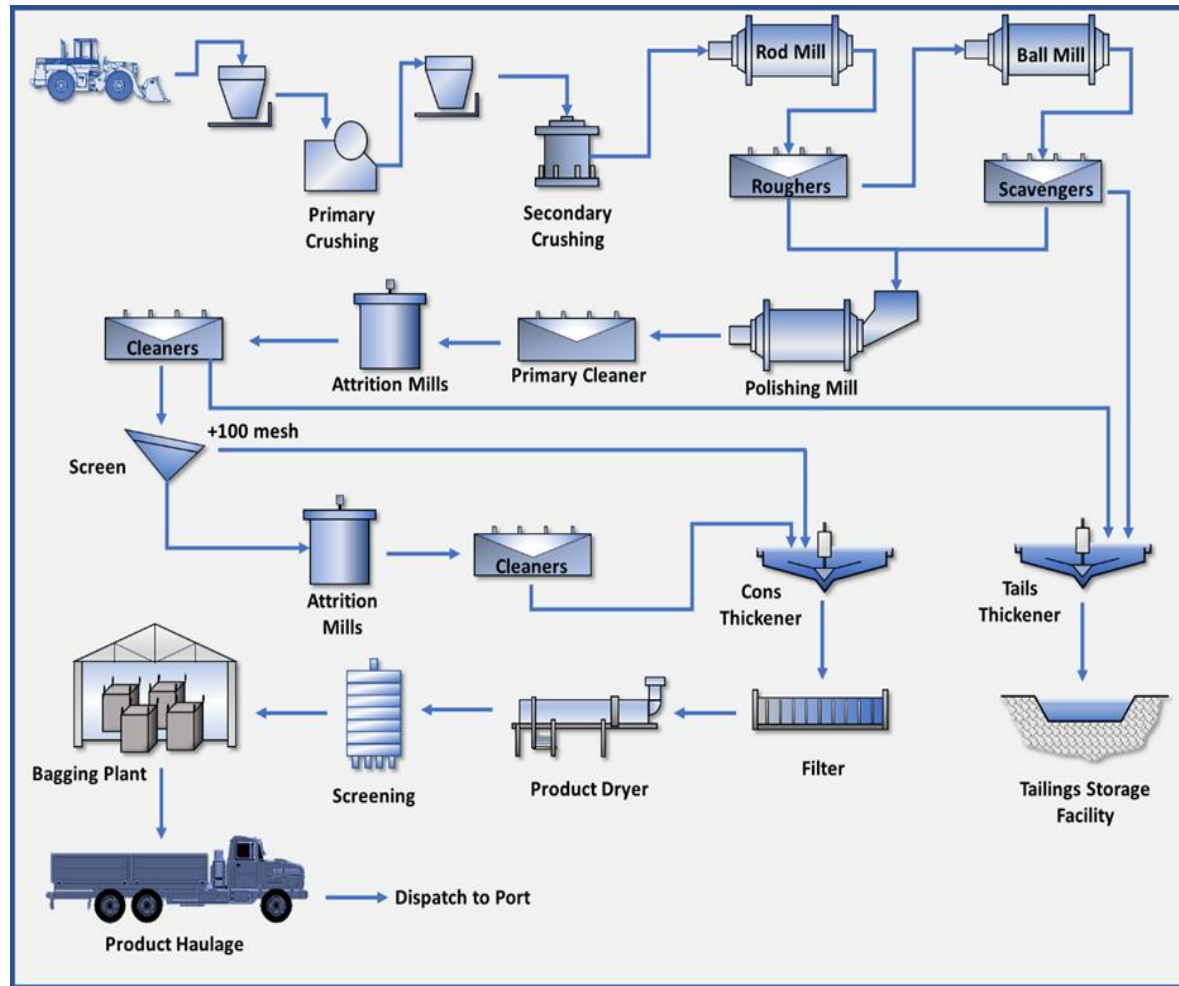 Rod Mill
Ball Mill
Roughers
Scavengers
Primary
Crushing
Secondary
Crushing
Cleaners
Attrition Mills
Primary Cleaner
Polishing Mill
+100 mesh
Screen
Attrition
Mills
Cleaners
Cons
Thickener
Tails
Thickener
Bagging Plant
Screening
Product Dryer
Filter
Tailings Storage
Facility
Product Haulage
Dispatch to Port